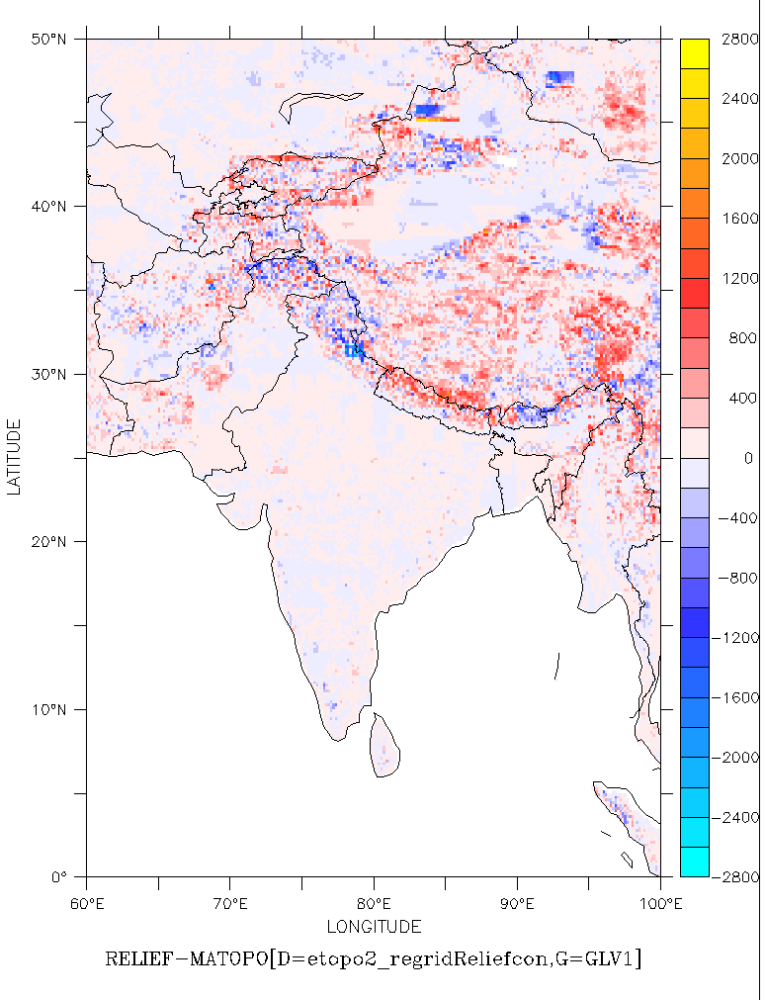 50°N
40°N
30°N
20°N
10°N
0°
LATITUDE
60°E 70°E 80°E 90°E 100°E
LONGITUDE
2800
2400
2000
1600
1200
800
400
0
−400
−800
−1200
−1600
−2000
−2400
−2800
RELIEF−MATOPO[D=etopo2_regridReliefcon,G=GLV1]